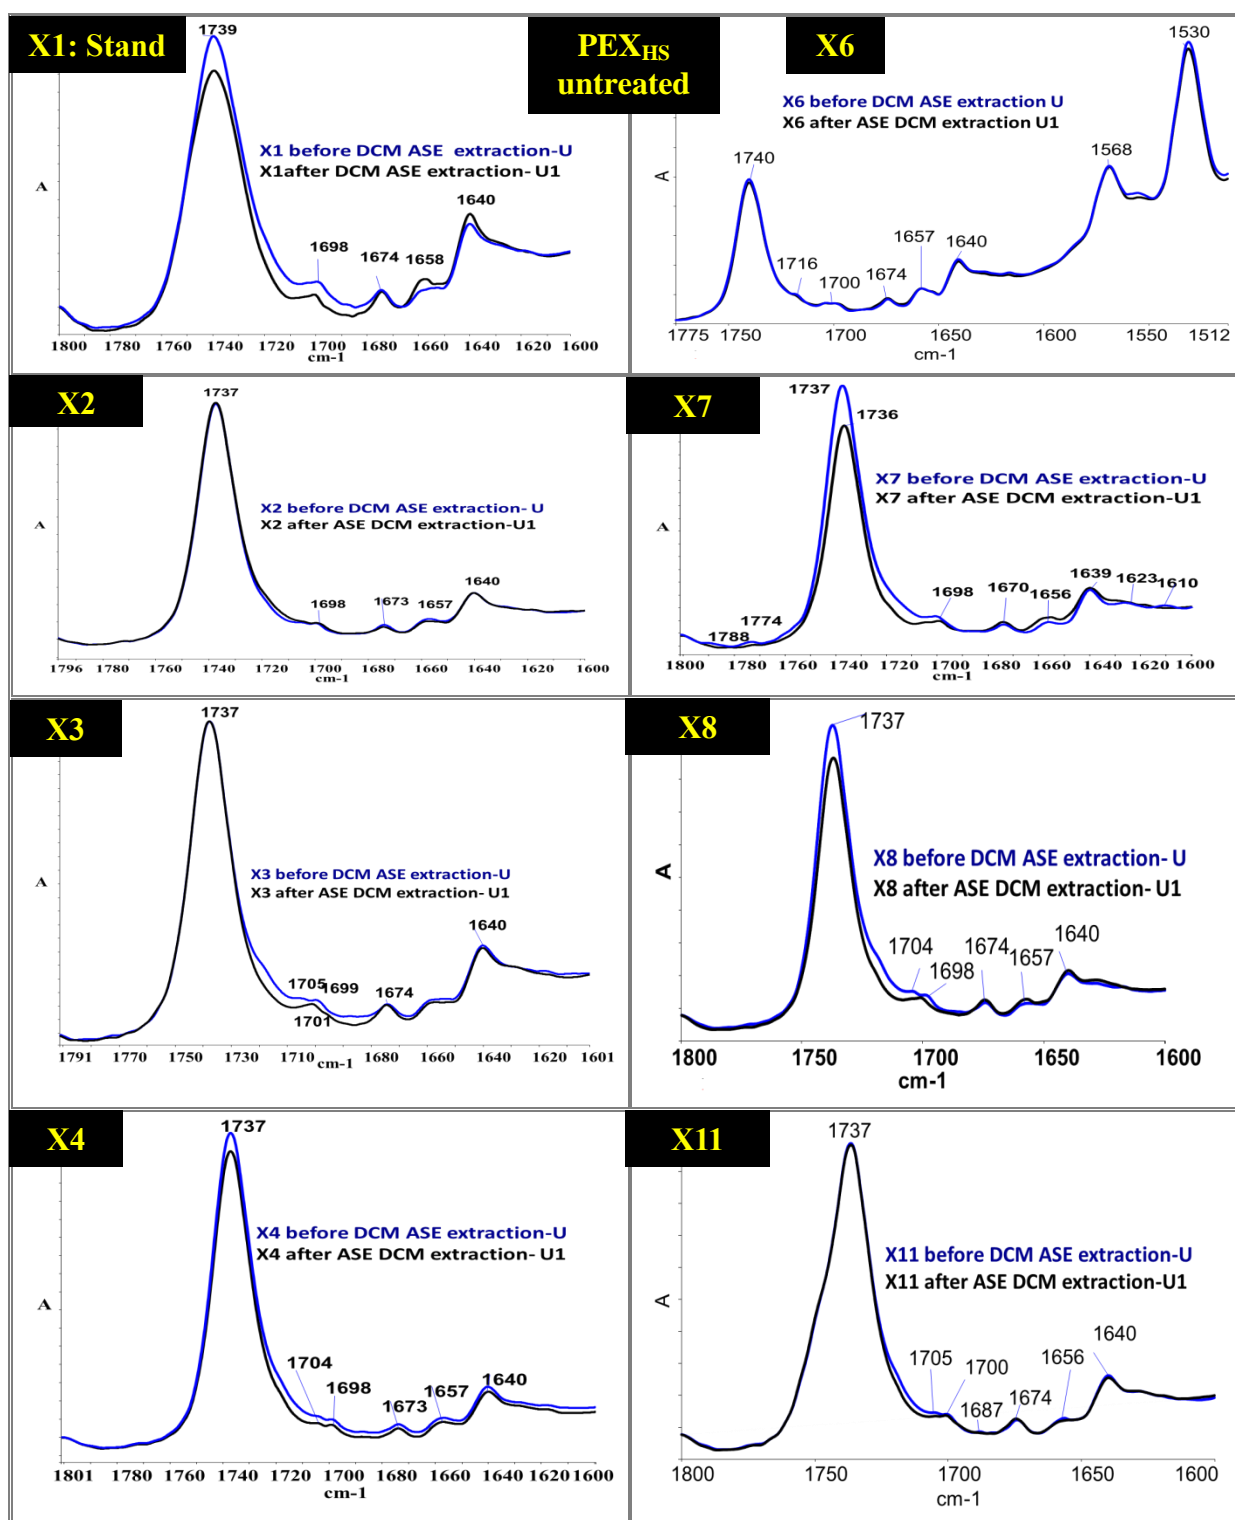 X1: Stand
1739
X1 before DCM ASE  extraction-U
X1after DCM ASE extraction- U1
1698
1674
1658
1640
A
1800 1780 1760 1740 1720 1700 1680 1660 1640 1620 1600
cm-1
PEXHS
untreated
X6
1530
X6 before DCM ASE extraction U
X6 after ASE DCM extraction U1
1740
1716
1700
1674
1657
1640
1568
A
1775 1740 1700 1650 1600 1550 1512
cm-1
X2
1737
X2 before DCM ASE extraction- U
X2 after ASE DCM extraction-U1
1698
1673
1657
1640
A
1796 1780 1760 1740 1720 1700 1680 1660 1640 1620 1600
cm-1
X7
1737
1736
X7 before DCM ASE extraction-U
X7 after ASE DCM extraction-U1
1788
1774
1698
1670
1656
1639
1623
1610
A
1800 1780 1760 1740 1720 1700 1680 1660 1640 1620 1600
cm-1
X3
1737
X3 before DCM ASE extraction-U
X3 after ASE DCM extraction- U1
1705
1699
1701
1674
1640
A
1791 1770 1750 1730 1710 1680 1660 1640 1620 1601
cm-1
X8
1737
X8 before DCM ASE extraction- U
X8 after ASE DCM extraction- U1
1704
1698
1674
1657
1640
A
1800 1740 1700 1650 1600
cm-1
X4
1737
X4 before DCM ASE extraction-U
X4 after ASE DCM extraction- U1
1704
1698
1673
1657
1640
A
1801 1780 1760 1740 1720 1700 1680 1660 1640 1620 1600
cm-1
X11
1737
X11 before DCM ASE extraction-U
X11 after ASE DCM extraction-U1
1705
1700
1687
1674
1656
1640
A
1800 1750 1700 1650 1600
cm-1